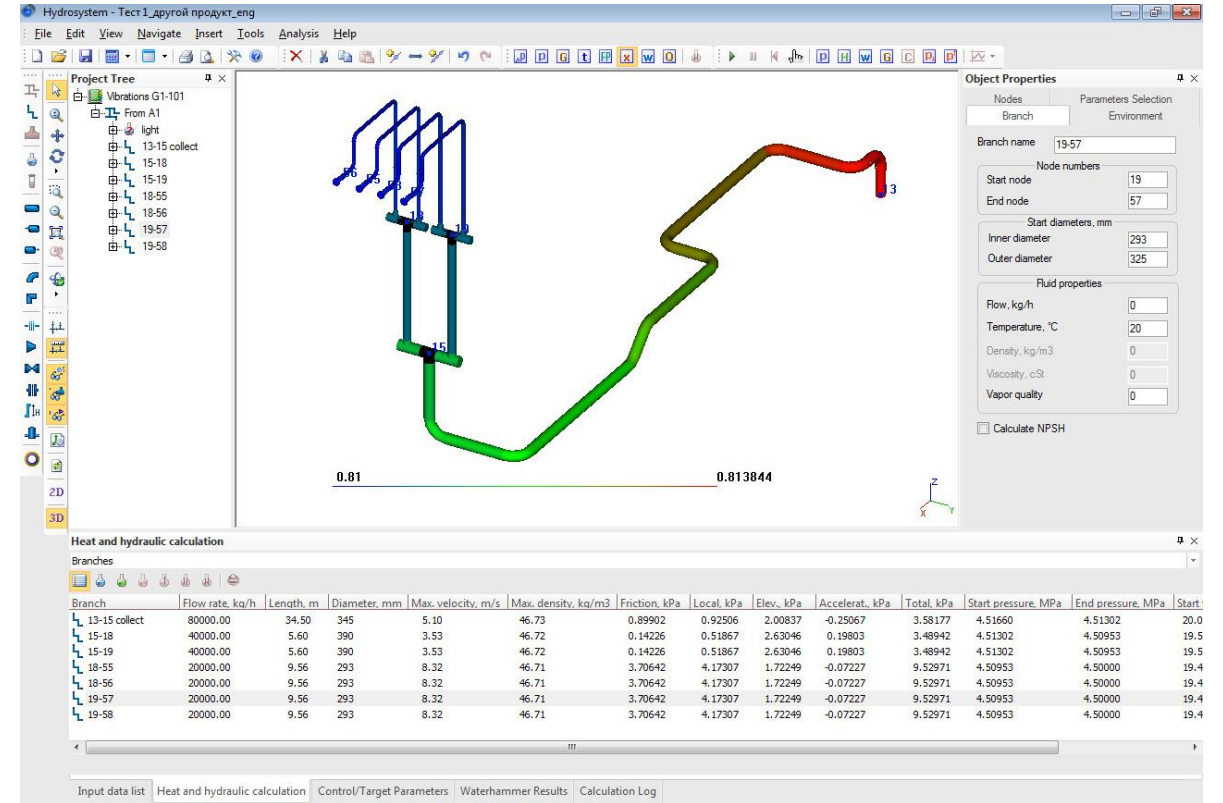 Hydrosystem - Тест1_другой продукт_eng
File Edit View Navigate Insert Tools Analysis Help
Project Tree
Vibrations G1-101
From A1
light
13-15 collect
15-18
15-19
18-55
18-56
19-57
19-58
2D
3D
13
15
0.81 0.813844
Z
X Y
Object Properties
Nodes Parameters Selection
Branch Environment
Branch name 19-57
Node numbers
Start node 19
End node 57
Start diameters, mm
Inner diameter 293
Outer diameter 325
Fluid properties
Flow, kg/h 0
Temperature, °C 20
Density, kg/m3 0
Viscosity, cSt 0
Vapor quality 0
Calculate NPSH
Heat and hydraulic calculation
Branches
Branch Flow rate, kg/h Length, m Diameter, mm Max. velocity, m/s Max. density, kg/m3 Friction, kPa Local, kPa Elev., kPa Accelerat., kPa Total, kPa Start pressure, MPa End pressure, MPa Start
13-15 collect 80000.00 34.50 345 5.10 46.73 0.89902 0.92506 2.00837 -0.25067 3.58177 4.51660 4.51302 20.0
15-18 40000.00 5.60 390 3.53 46.72 0.14226 0.51867 2.63046 0.19803 3.48942 4.51302 4.50953 19.5
15-19 40000.00 5.60 390 3.53 46.72 0.14226 0.51867 2.63046 0.19803 3.48942 4.51302 4.50953 19.5
18-55 20000.00 9.56 293 8.32 46.71 3.70642 4.17307 1.72249 -0.07227 9.52971 4.50953 4.50000 19.4
18-56 20000.00 9.56 293 8.32 46.71 3.70642 4.17307 1.72249 -0.07227 9.52971 4.50953 4.50000 19.4
19-57 20000.00 9.56 293 8.32 46.71 3.70642 4.17307 1.72249 -0.07227 9.52971 4.50953 4.50000 19.4
19-58 20000.00 9.56 293 8.32 46.71 3.70642 4.17307 1.72249 -0.07227 9.52971 4.50953 4.50000 19.4
Input data list Heat and hydraulic calculation Control/Target Parameters Waterhammer Results Calculation Log